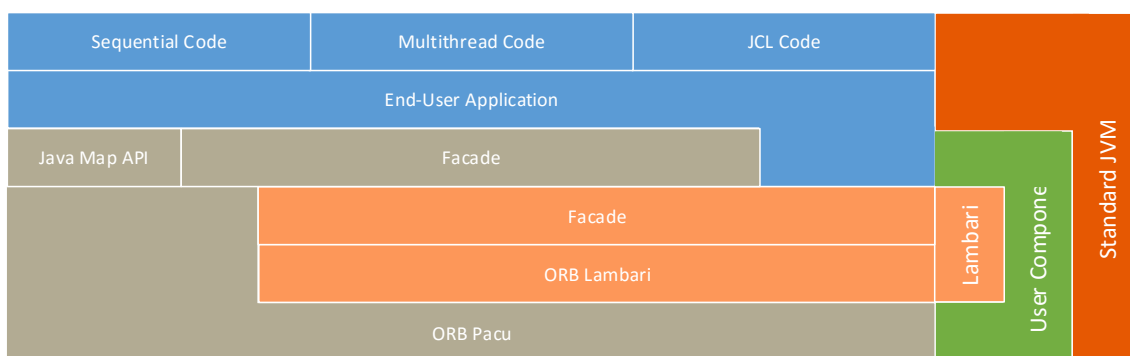 Sequential Code
Multithread Code
JCL Code
End-User Application
Java Map API
Facade
Facade
ORB Lambari
ORB Pacu
Lambari
User Compone
Standard JVM